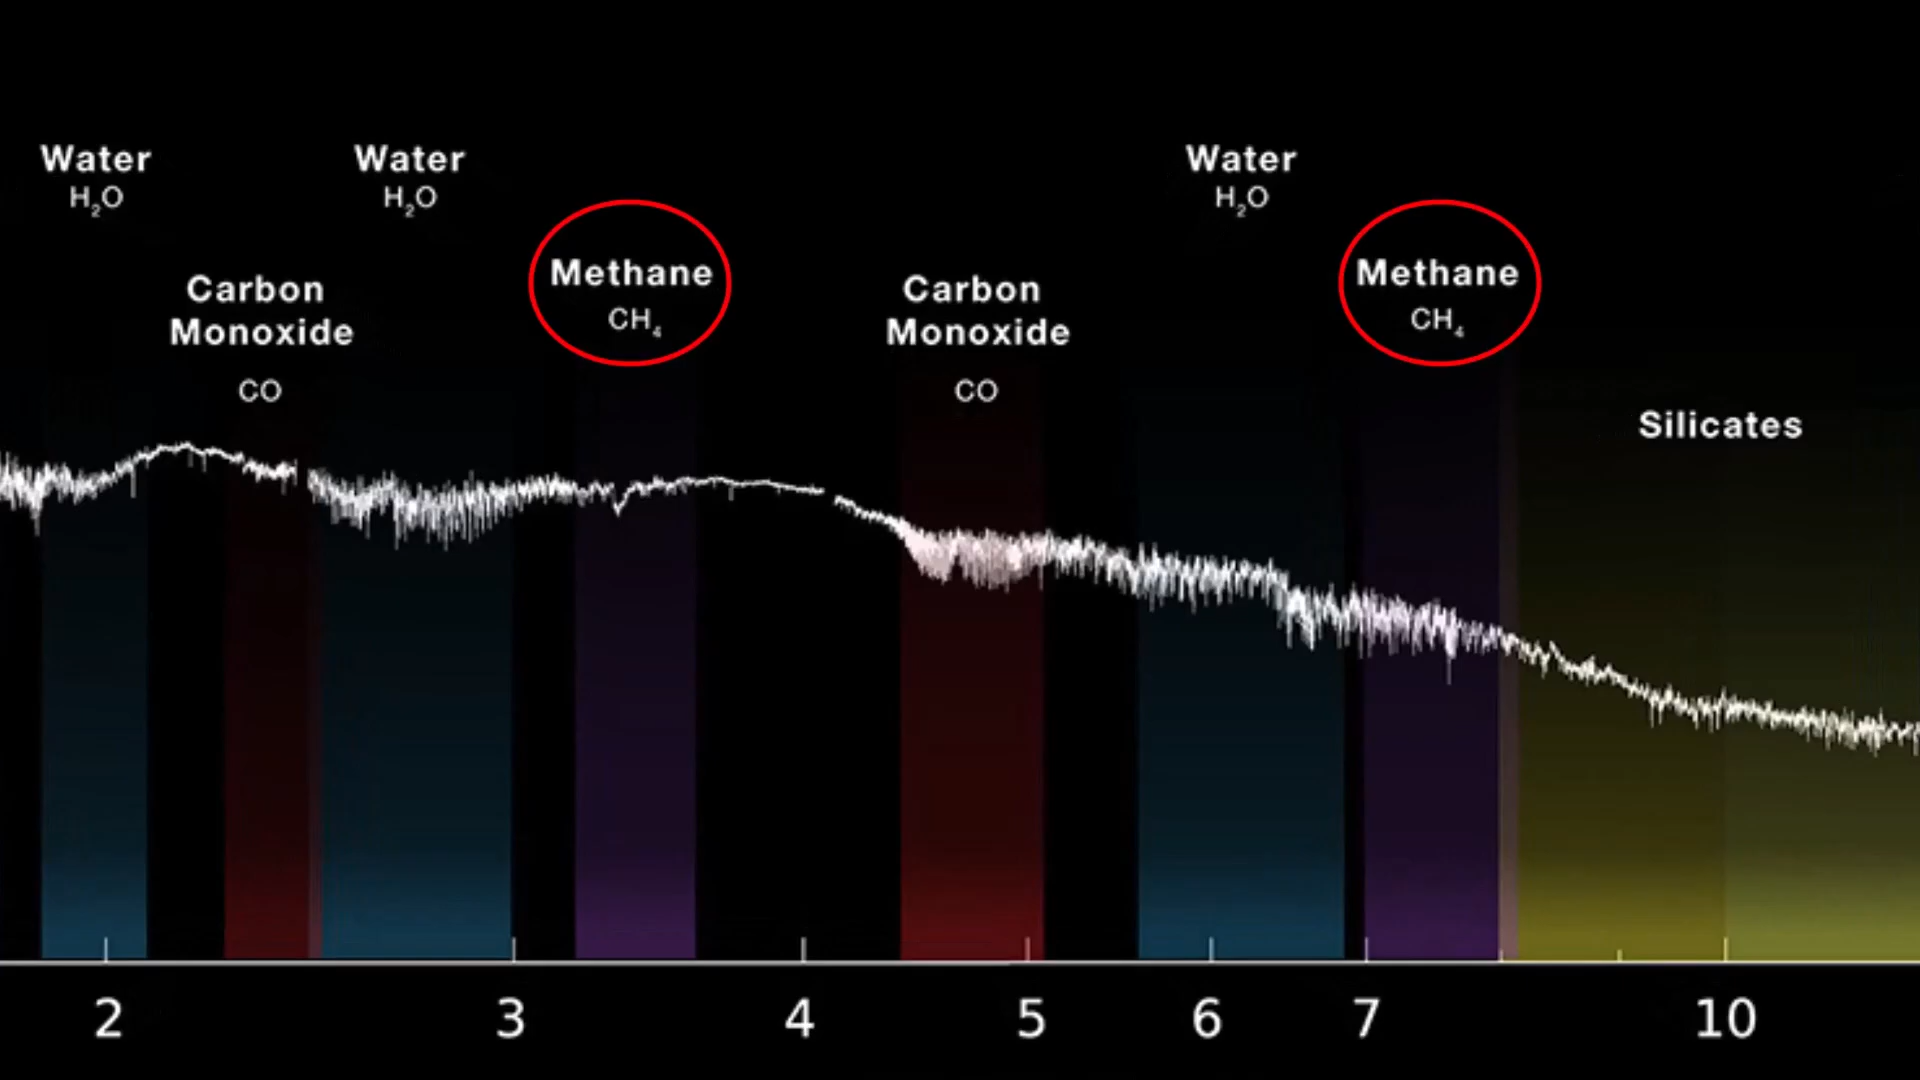 Water
H₂O
Water
H₂O
Water
H₂O
Carbon
Monoxide
CO
Methane
CH₄
Carbon
Monoxide
CO
Methane
CH₄
Silicates
2 3 4 5 6 7 10